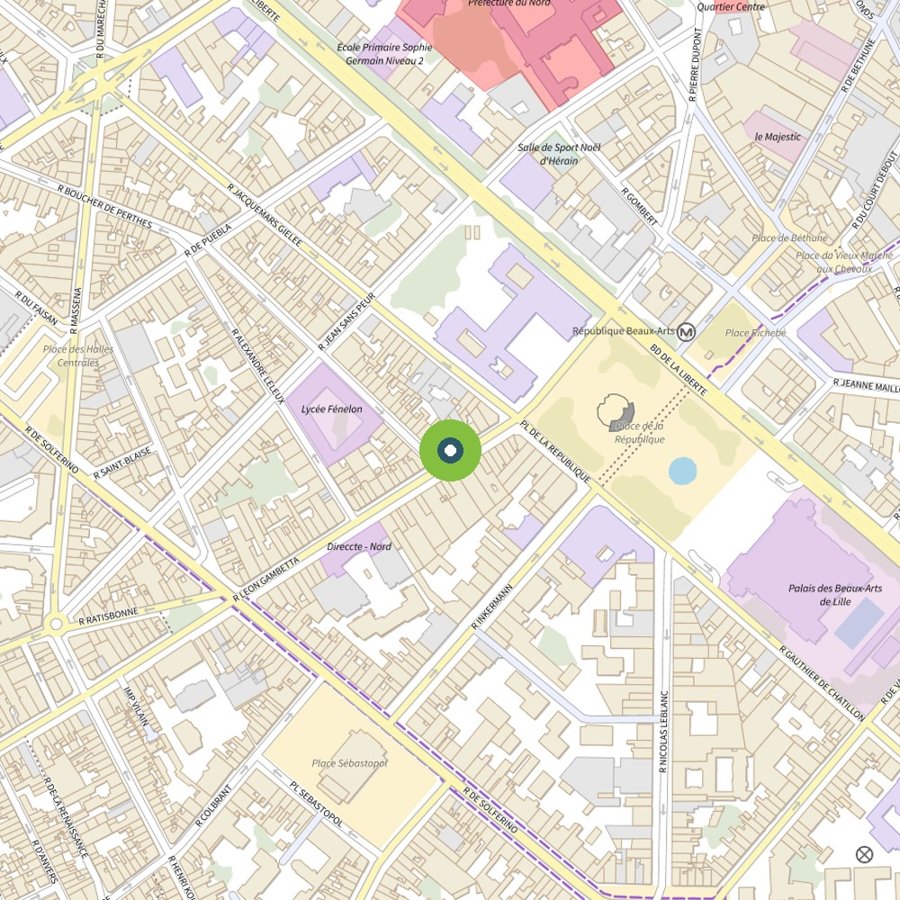 Préfecture du Nord
Quartier Centre
LIBERTE
R DU MARECHA
École Primaire Sophie
Germain Niveau 2
R PIERRE DUPONT
R DE BETHUNE
le Majestic
Salle de Sport Noël
d'Hérain
R DU COURT DEBOUT
R BOUCHER DE PERTHES
R JACQUEMARS GIELEE
R GOMBERT
R DE PUEBLA
Place de Béthune
Place du Vieux Marché
aux Chevaux
R DU FAISAN
R MASSENA
R JEAN SANS PEUR
République Beaux-Arts
M
Place Richebé
Place des Halles
Centrales
R ALEXANDRE LELEUX
BD DE LA LIBERTE
R JEANNE MAILLO
Lycée Fénelon
Place de la
République
R DE SOLFERINO
R SAINT-BLAISE
PL DE LA REPUBLIQUE
Direccte - Nord
R LEON GAMBETTA
R INKERMANN
Palais des Beaux-Arts
de Lille
R RATISBONNE
R GAUTHIER DE CHATILLON
IMP VILAIN
R NICOLAS LEBLANC
R DE VA
Place Sébastopol
PL SEBASTOPOL
R DE SOLFERINO
R COLBRANT
R DE LA RENAISSANCE
R D'ANVERS
R HENRI KO